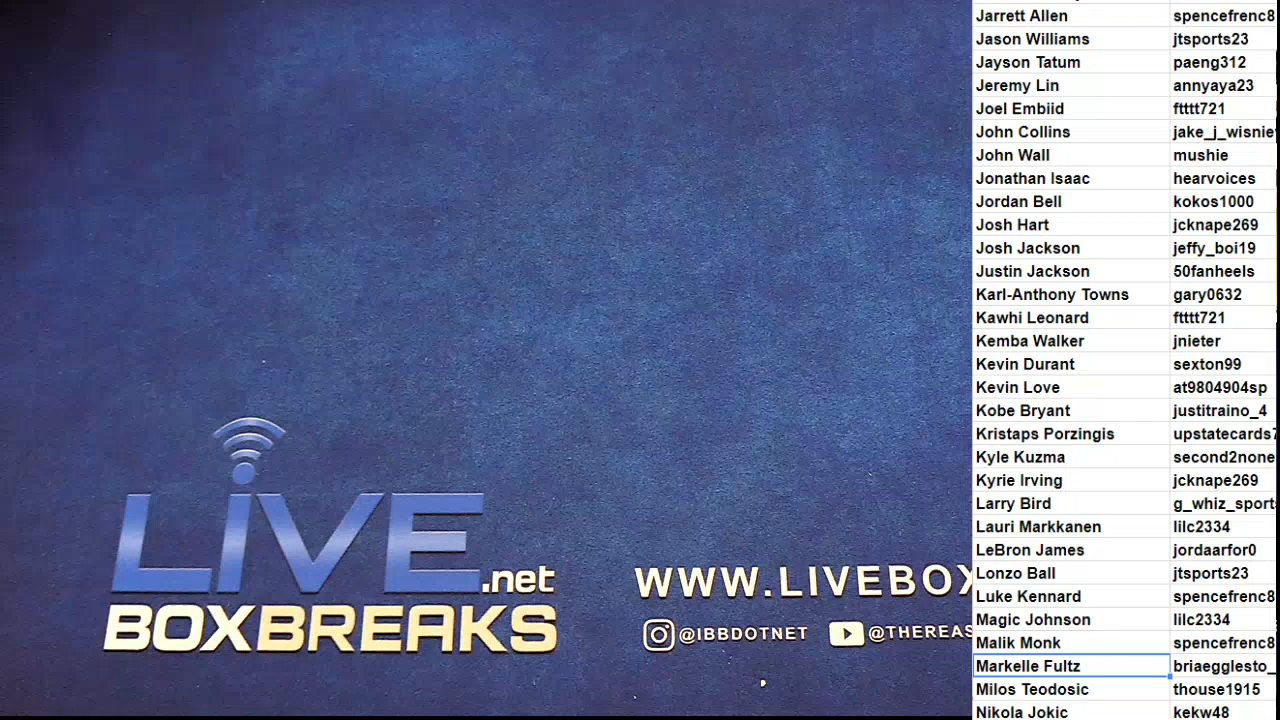 LiVE.net
BOXBREAKS
WWW.LIVEBOX
@IBBDOTNET
@THEREAS
Jarrett Allen spencefrenc8
Jason Williams jtsports23
Jayson Tatum paeng312
Jeremy Lin annyaya23
Joel Embiid ftttt721
John Collins jake_j_wisnie
John Wall mushie
Jonathan Isaac hearvoices
Jordan Bell kokos1000
Josh Hart jcknape269
Josh Jackson jeffy_boi19
Justin Jackson 50fanheels
Karl-Anthony Towns gary0632
Kawhi Leonard ftttt721
Kemba Walker jnieter
Kevin Durant sexton99
Kevin Love at9804904sp
Kobe Bryant justitraino_4
Kristaps Porzingis upstatecards7
Kyle Kuzma second2none
Kyrie Irving jcknape269
Larry Bird g_whiz_sports
Lauri Markkanen lilc2334
LeBron James jordaarfor0
Lonzo Ball jtsports23
Luke Kennard spencefrenc8
Magic Johnson lilc2334
Malik Monk spencefrenc8
Markelle Fultz briaegglesto_
Milos Teodosic thouse1915
Nikola Jokic kekw48